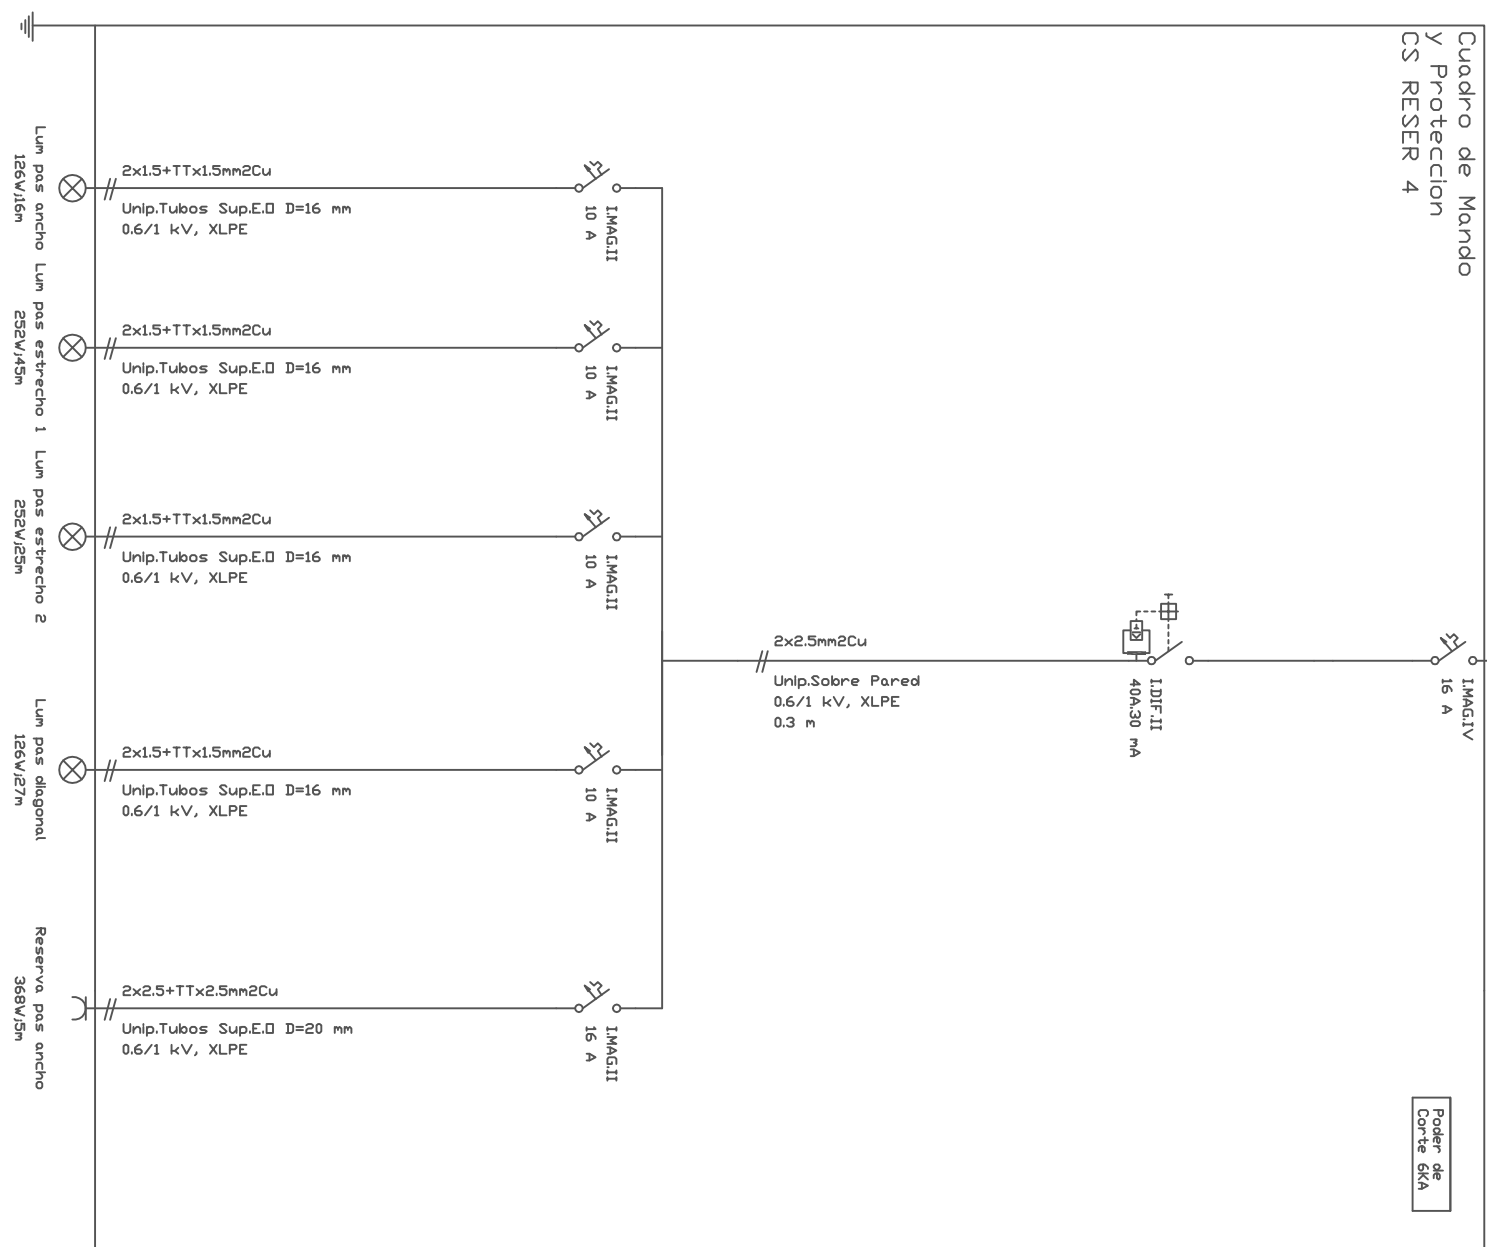 Cuadro de Mando
y Proteccion
CS RESER 4
I.MAG.IV
16 A
I.DIF.II
40A.30 mA
2x2.5mm2Cu
Unip.Sobre Pared
0.6/1 kV, XLPE
0.3 m
I.MAG.II
10 A
2x1.5+TTx1.5mm2Cu
Unip.Tubos Sup.E.O D=16 mm
0.6/1 kV, XLPE
Lum pas ancho
126W;16m
I.MAG.II
10 A
2x1.5+TTx1.5mm2Cu
Unip.Tubos Sup.E.O D=16 mm
0.6/1 kV, XLPE
Lum pas estrecho 1
252W;45m
I.MAG.II
10 A
2x1.5+TTx1.5mm2Cu
Unip.Tubos Sup.E.O D=16 mm
0.6/1 kV, XLPE
Lum pas estrecho 2
252W;25m
I.MAG.II
10 A
2x1.5+TTx1.5mm2Cu
Unip.Tubos Sup.E.O D=16 mm
0.6/1 kV, XLPE
Lum pas diagonal
126W;27m
I.MAG.II
16 A
2x2.5+TTx2.5mm2Cu
Unip.Tubos Sup.E.O D=20 mm
0.6/1 kV, XLPE
Reserva pas ancho
368W;5m
Poder de
Corte 6KA